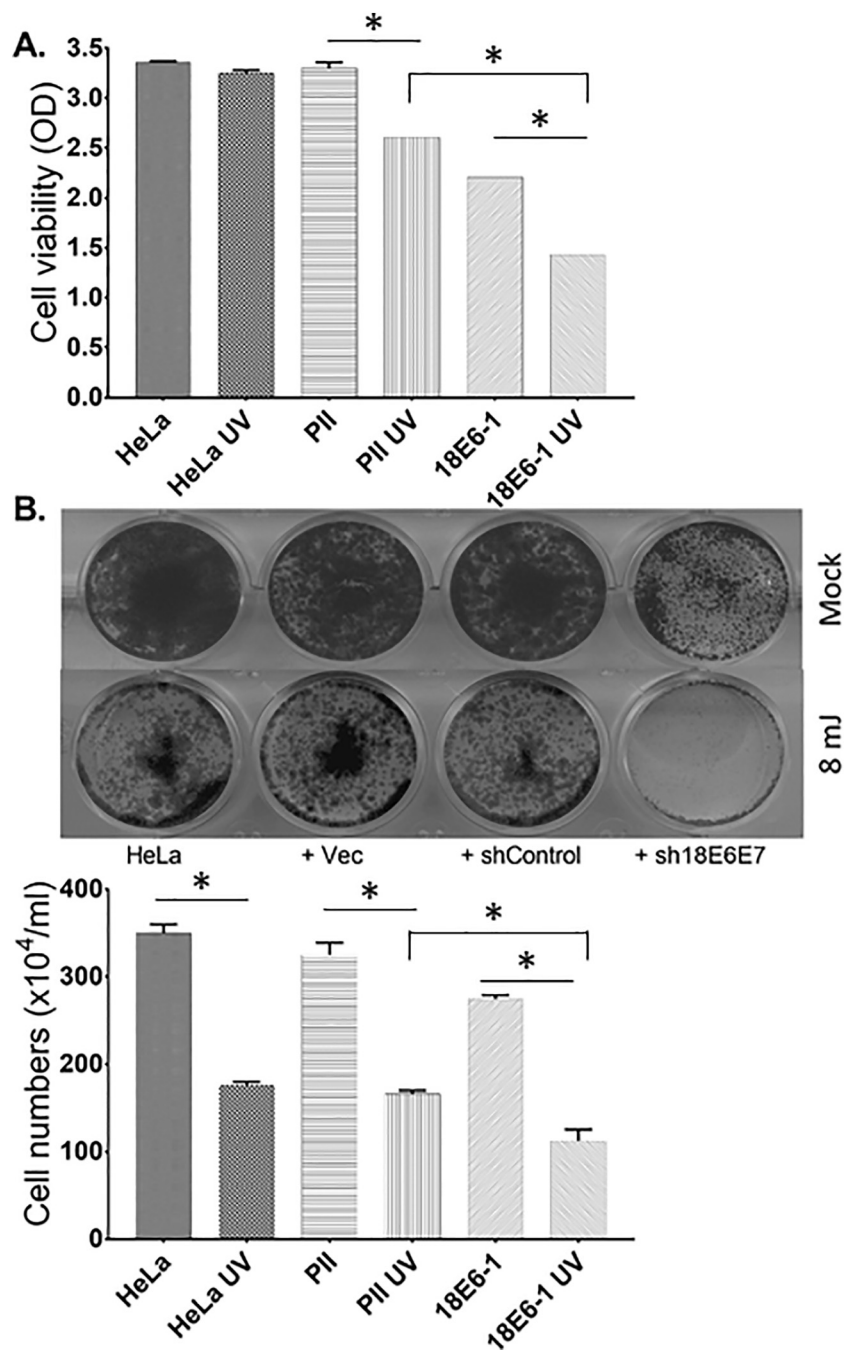 A.
Cell viability (OD)
3.5
3.0
2.5
2.0
1.5
1.0
0.5
0.0
*
*
*
HeLa
HeLa UV
PII
PII UV
18E6-1
18E6-1 UV
B.
Mock
8 mJ
HeLa
+ Vec
+ shControl
+ sh18E6E7
Cell numbers (x10⁴/ml)
400
300
200
100
0
*
*
*
*
HeLa
HeLa UV
PII
PII UV
18E6-1
18E6-1 UV